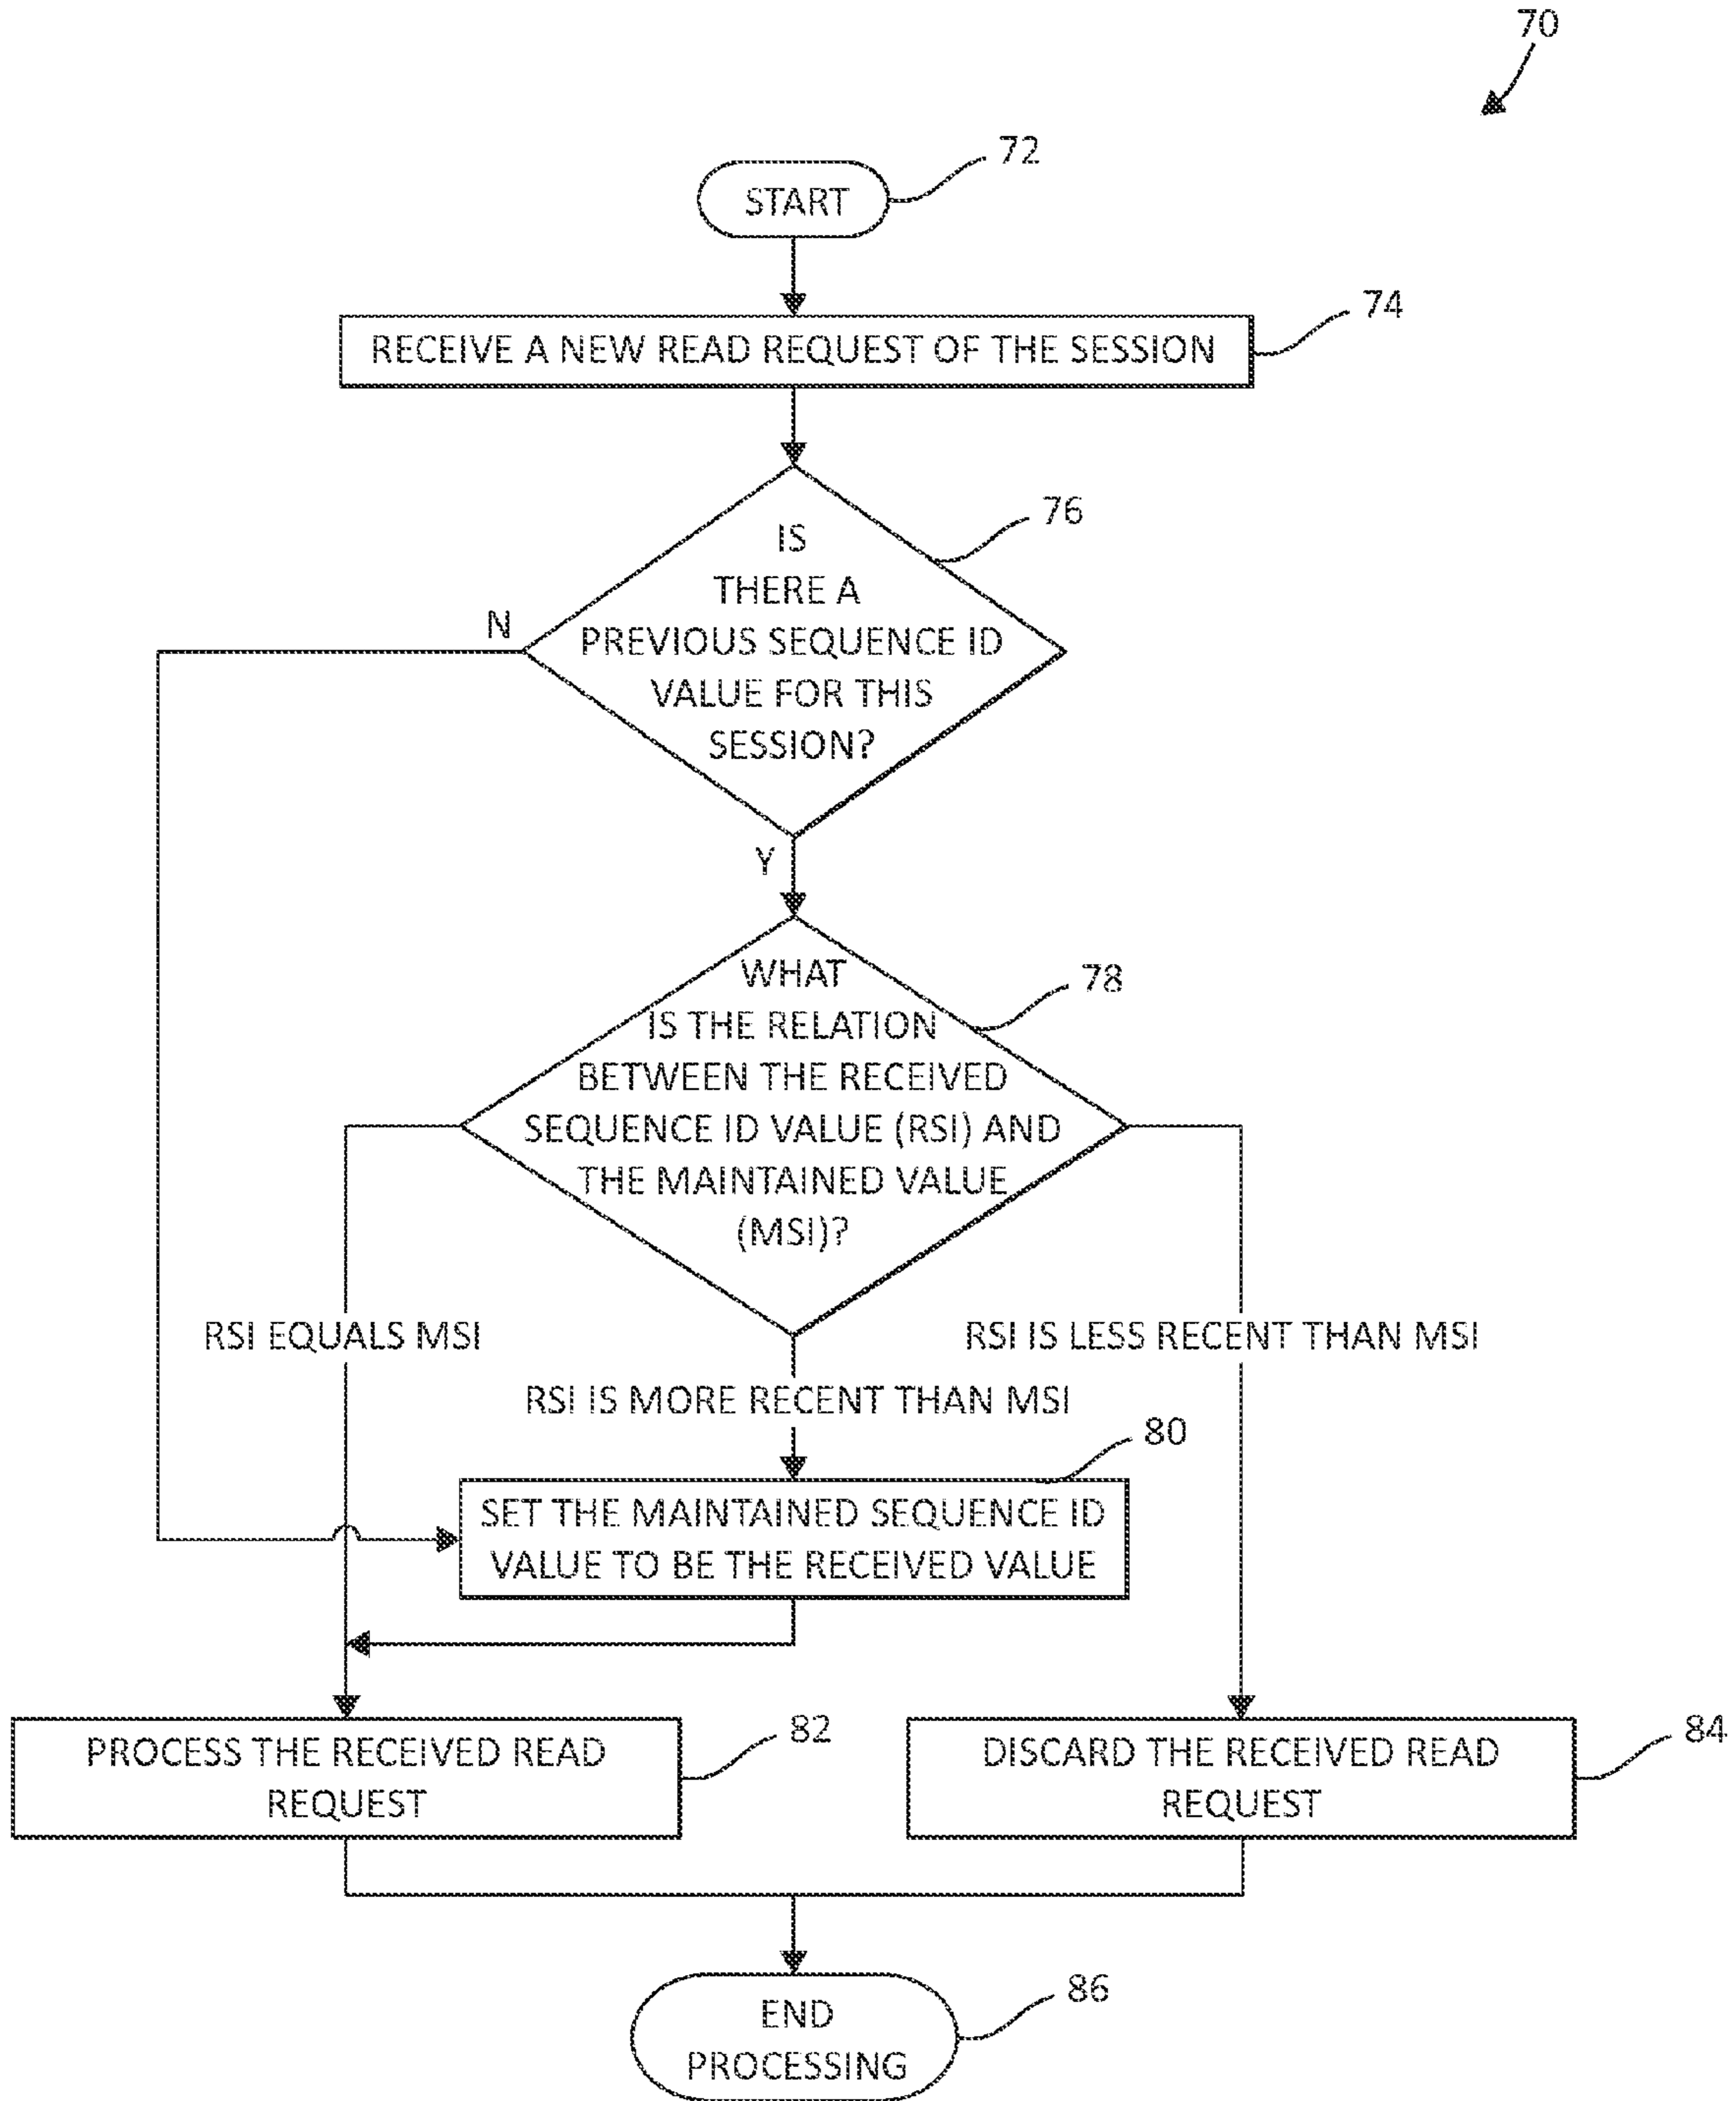 70
72
START
74
RECEIVE A NEW READ REQUEST OF THE SESSION
76
IS
THERE A
PREVIOUS SEQUENCE ID
VALUE FOR THIS
SESSION?
N
Y
WHAT
IS THE RELATION
BETWEEN THE RECEIVED
SEQUENCE ID VALUE (RSI) AND
THE MAINTAINED VALUE
(MSI)?
78
RSI EQUALS MSI
RSI IS LESS RECENT THAN MSI
RSI IS MORE RECENT THAN MSI
80
SET THE MAINTAINED SEQUENCE ID
VALUE TO BE THE RECEIVED VALUE
PROCESS THE RECEIVED READ
REQUEST
82
DISCARD THE RECEIVED READ
REQUEST
84
END
PROCESSING
86